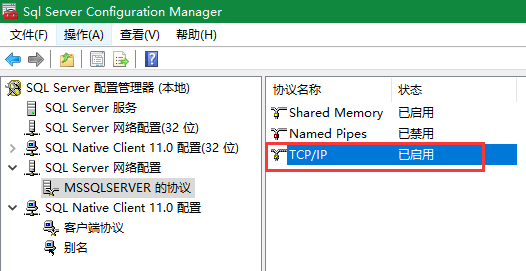 Sql Server Configuration Manager
文件(F) 操作(A) 查看(V) 帮助(H)
SQL Server 配置管理器 (本地)
SQL Server 服务
SQL Server 网络配置(32 位)
SQL Native Client 11.0 配置(32 位)
SQL Server 网络配置
MSSQLSERVER 的协议
SQL Native Client 11.0 配置
客户端协议
别名
协议名称 状态
Shared Memory 已启用
Named Pipes 已禁用
TCP/IP 已启用